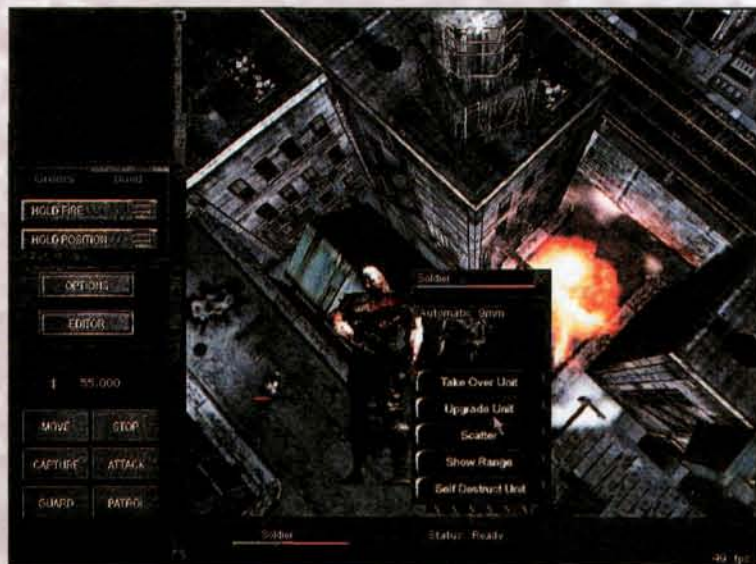 Orders Build
HOLD FIRE
HOLD POSITION
OPTIONS
EDITOR
$ 55,000
MOVE STOP
CAPTURE ATTACK
GUARD PATROL
Soldier
Automatic 9mm
Take Over Unit
Upgrade Unit
Scatter
Show Range
Self Destruct Unit
Soldier
Status: Ready
fps